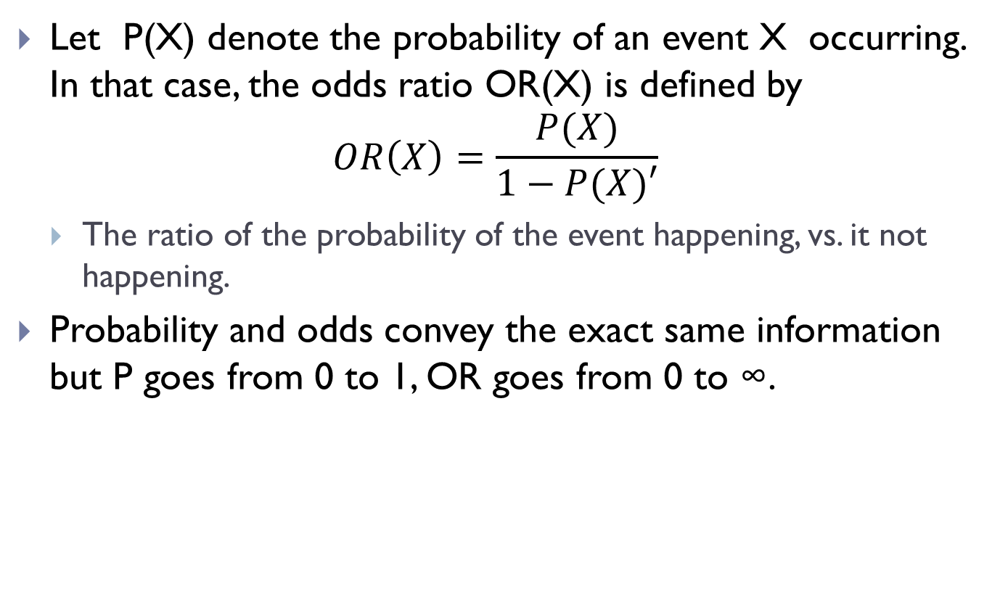 Let P(X) denote the probability of an event X occurring.
In that case, the odds ratio OR(X) is defined by
OR(X) = P(X) / 1 − P(X)′
The ratio of the probability of the event happening, vs. it not
happening.
Probability and odds convey the exact same information
but P goes from 0 to 1, OR goes from 0 to ∞.